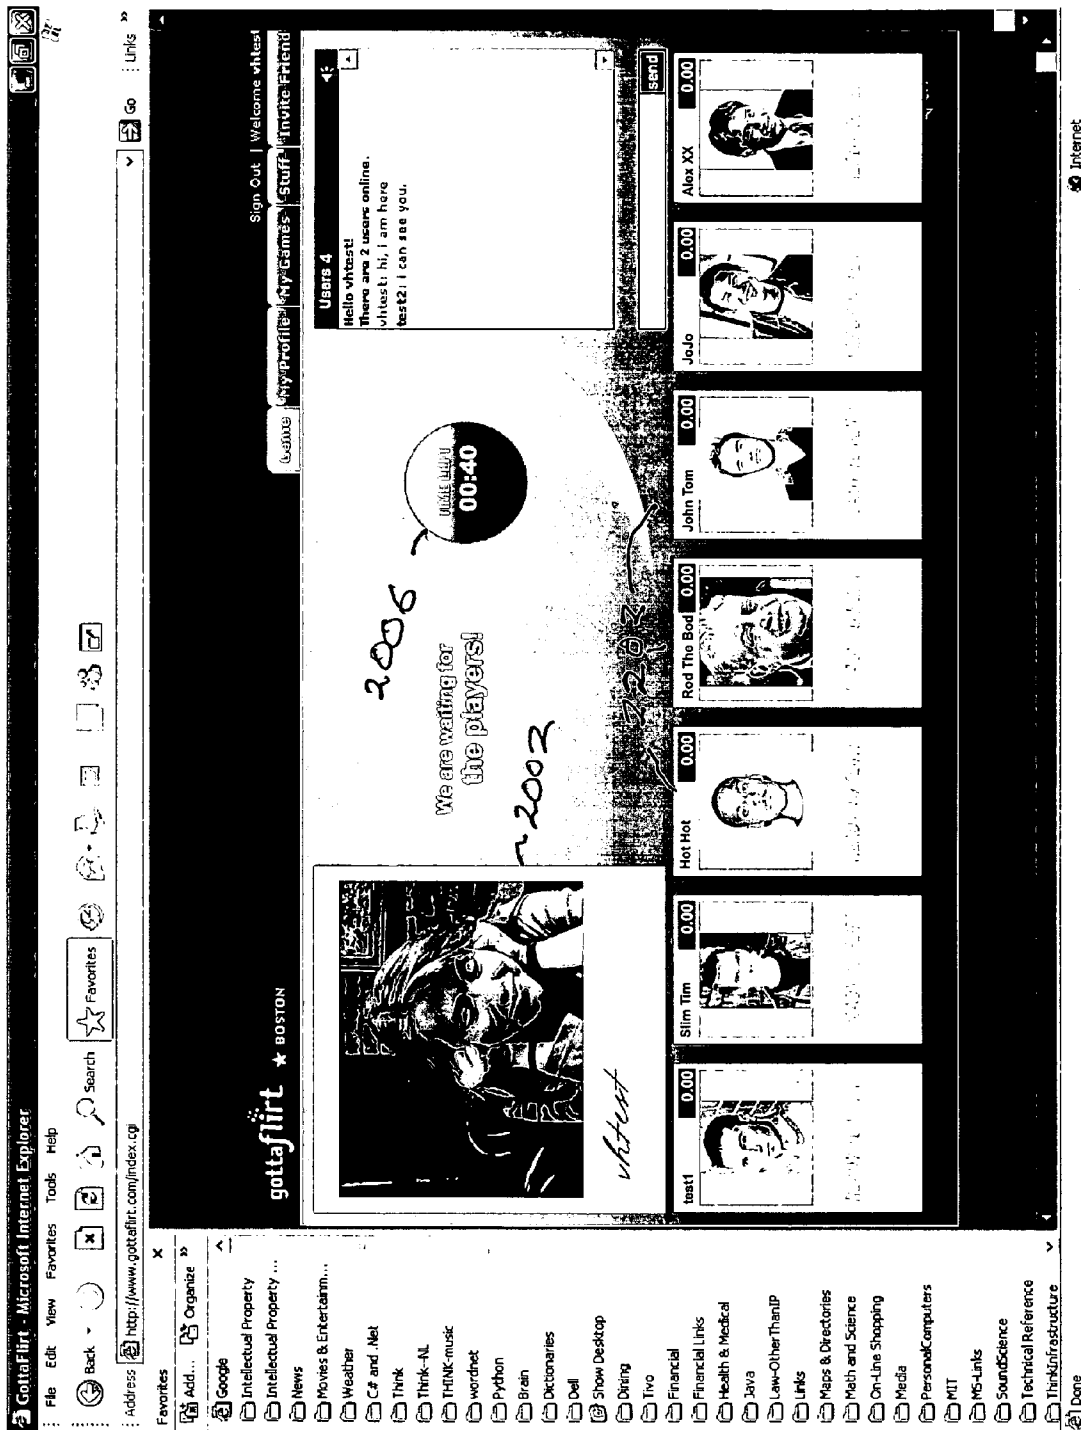 GottaFlirt - Microsoft Internet Explorer
File Edit View Favorites Tools Help
Back Search Favorites
Address http://www.gottaflirt.com/index.cgi Go Links »
Favorites ×
Add... Organize »
Google
Intellectual Property
Intellectual Property ...
News
Movies & Entertainm...
Weather
C# and .Net
Think
Think--NL
THINK-music
wordnet
Python
Brain
Dictionaries
Dell
Show Desktop
Dining
Tivo
Financial
Financial Links
Health & Medical
Java
Law-OtherThanIP
Links
Maps & Directories
Math and Science
On-Line Shopping
Media
PersonalComputers
MIT
MS-Links
SoundScience
Technical Reference
ThinkInfrastructure
gottaflirt ★ BOSTON
Sign Out | Welcome vhtest
Game My Profile My Games Stuff Invite Friend
vhtest
We are waiting for
the players!
2006
2002
2202
TIME LEFT
00:40
Users 4
Hello vhtest!
There are 2 users online.
vhtest: hi, i am here
test2: i can see you.
send
test1 0.00
Slim Tim 0.00
Hot Hot 0.00
Rod The Bod 0.00
John Tom 0.00
JoJo 0.00
Alex XX 0.00
Done Internet